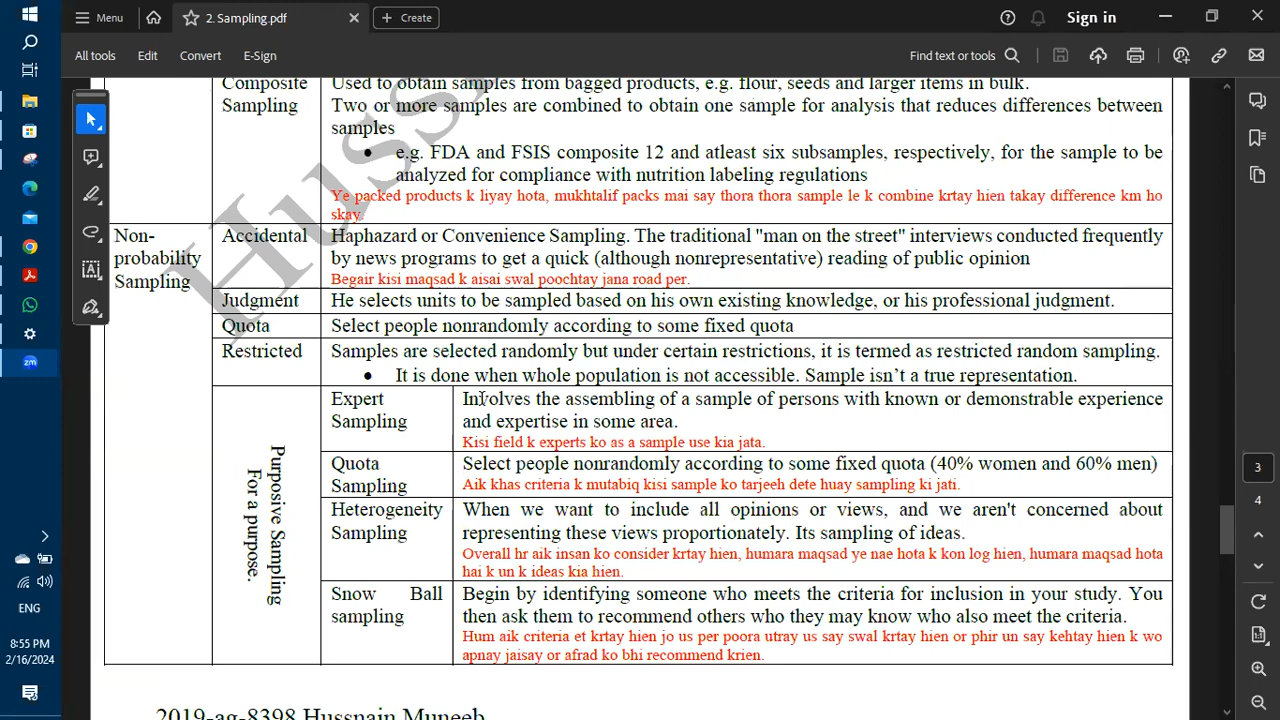 Menu
2. Sampling.pdf
Create
Sign in
All tools Edit Convert E-Sign
Find text or tools
Composite Used to obtain samples from bagged products, e.g. flour, seeds and larger items in bulk.
Sampling Two or more samples are combined to obtain one sample for analysis that reduces differences between
samples
• e.g. FDA and FSIS composite 12 and atleast six subsamples, respectively, for the sample to be
analyzed for compliance with nutrition labeling regulations
Ye packed products k liyay hota, mukhtalif packs mai say thora thora sample le k combine krtay hien takay difference km ho
skay.
Non-
probability
Sampling
Accidental Haphazard or Convenience Sampling. The traditional "man on the street" interviews conducted frequently
by news programs to get a quick (although nonrepresentative) reading of public opinion
Begair kisi maqsad k aisai swal poochtay jana road per.
Judgment He selects units to be sampled based on his own existing knowledge, or his professional judgment.
Quota Select people nonrandomly according to some fixed quota
Restricted Samples are selected randomly but under certain restrictions, it is termed as restricted random sampling.
• It is done when whole population is not accessible. Sample isn't a true representation.
Purposive Sampling
For a purpose.
Expert Involves the assembling of a sample of persons with known or demonstrable experience
Sampling and expertise in some area.
Kisi field k experts ko as a sample use kia jata.
Quota Select people nonrandomly according to some fixed quota (40% women and 60% men)
Sampling Aik khas criteria k mutabiq kisi sample ko tarjeeh dete huay sampling ki jati.
Heterogeneity When we want to include all opinions or views, and we aren't concerned about
Sampling representing these views proportionately. Its sampling of ideas.
Overall hr aik insan ko consider krtay hien, humara maqsad ye nae hota k kon log hien, humara maqsad hota
hai k un k ideas kia hien.
Snow Ball Begin by identifying someone who meets the criteria for inclusion in your study. You
sampling then ask them to recommend others who they may know who also meet the criteria.
Hum aik criteria et krtay hien jo us per poora utray us say swal krtay hien or phir un say kehtay hien k wo
apnay jaisay or afrad ko bhi recommend krien.
2019-ag-8398 Hussnain Muneeb
Huss
3
4
ENG
8:55 PM
2/16/2024